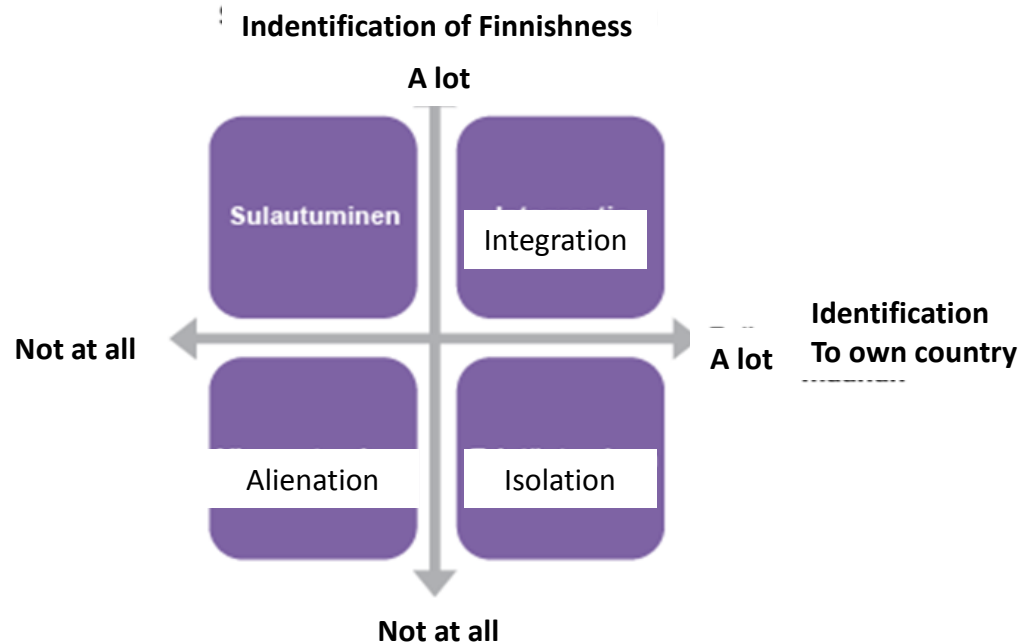 Indentification of Finnishness
A lot
Sulautuminen
Integration
Not at all
A lot
Identification
To own country
Alienation
Isolation
Not at all